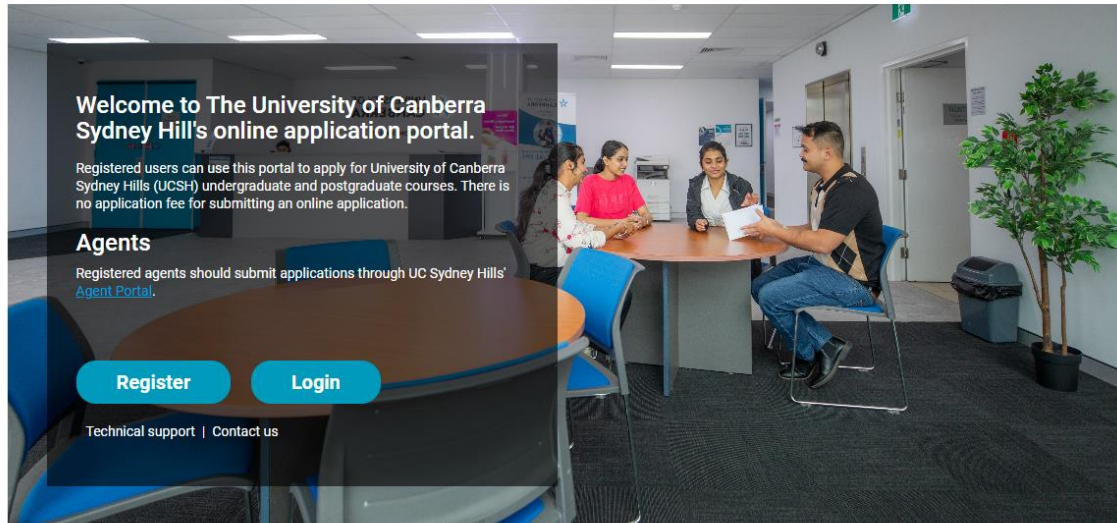 Welcome to The University of Canberra
Sydney Hill's online application portal.
Registered users can use this portal to apply for University of Canberra
Sydney Hills (UCSH) undergraduate and postgraduate courses. There is
no application fee for submitting an online application.
Agents
Registered agents should submit applications through UC Sydney Hills'
Agent Portal.
Register
Login
Technical support | Contact us